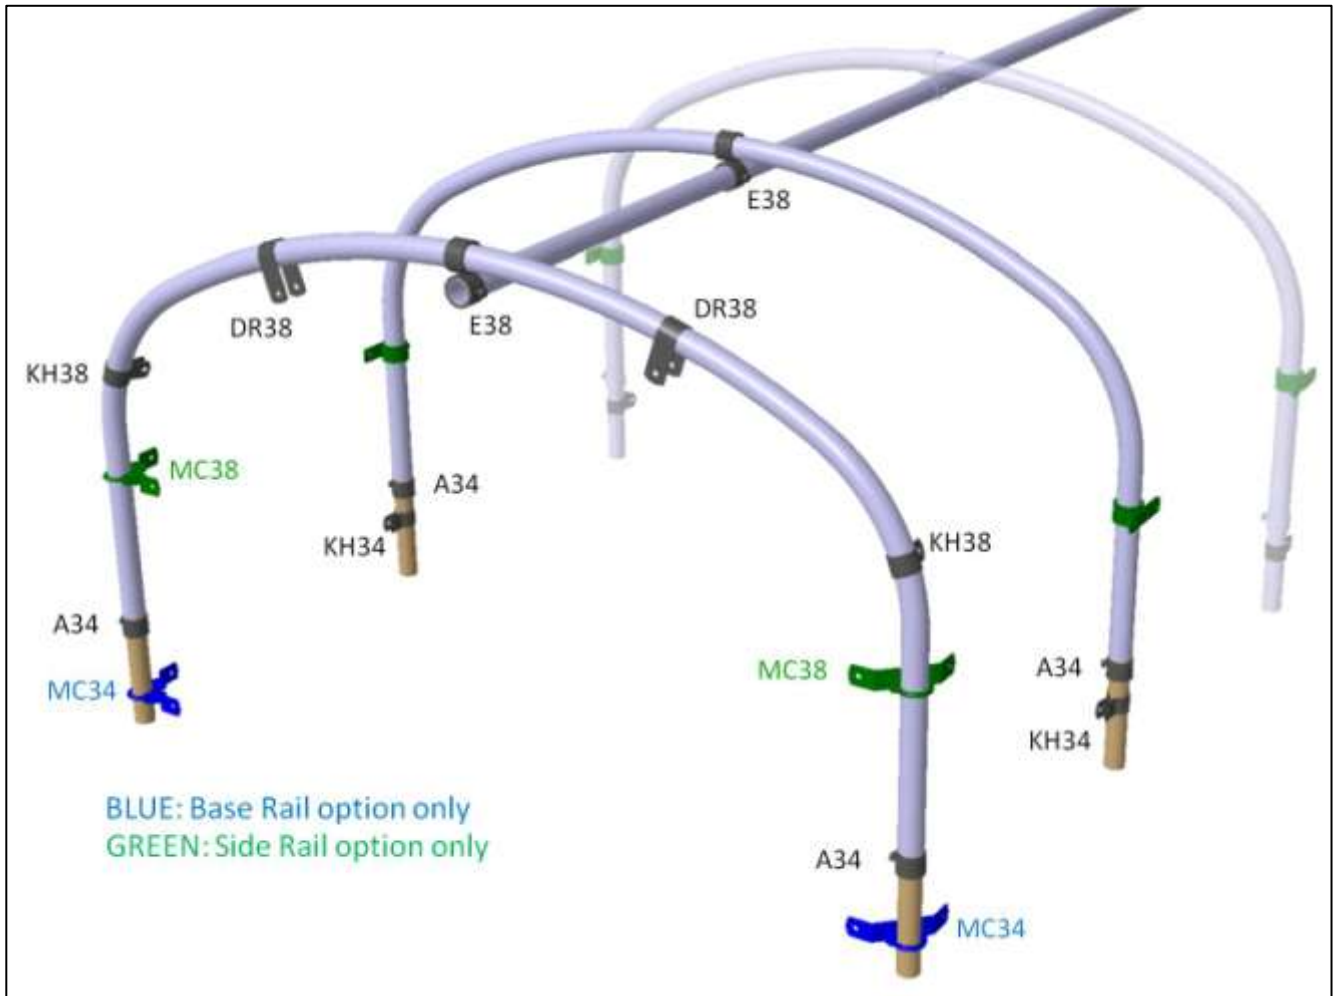 E38
DR38
E38
DR38
KH38
MC38
A34
KH34
KH38
A34
MC34
MC38
A34
KH34
BLUE: Base Rail option only
GREEN: Side Rail option only
A34
MC34